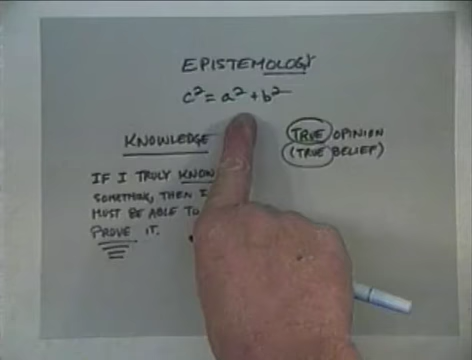 EPISTEMOLOGY
c² = a² + b²
KNOWLEDGE
IF I TRULY KNOW
SOMETHING, THEN I
MUST BE ABLE TO
PROVE IT.
TRUE OPINION
(TRUE BELIEF)